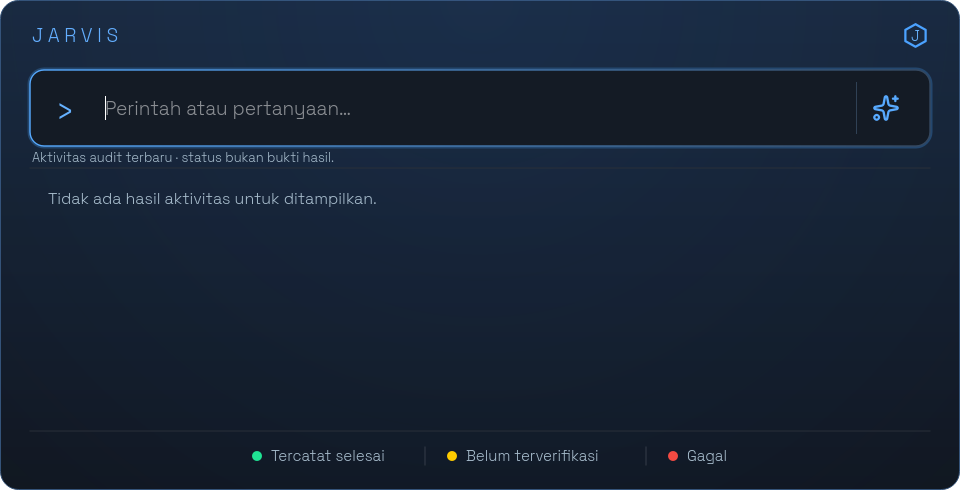 JARVIS
J
> Perintah atau pertanyaan...
Aktivitas audit terbaru · status bukan bukti hasil.
Tidak ada hasil aktivitas untuk ditampilkan.
Tercatat selesai
Belum terverifikasi
Gagal